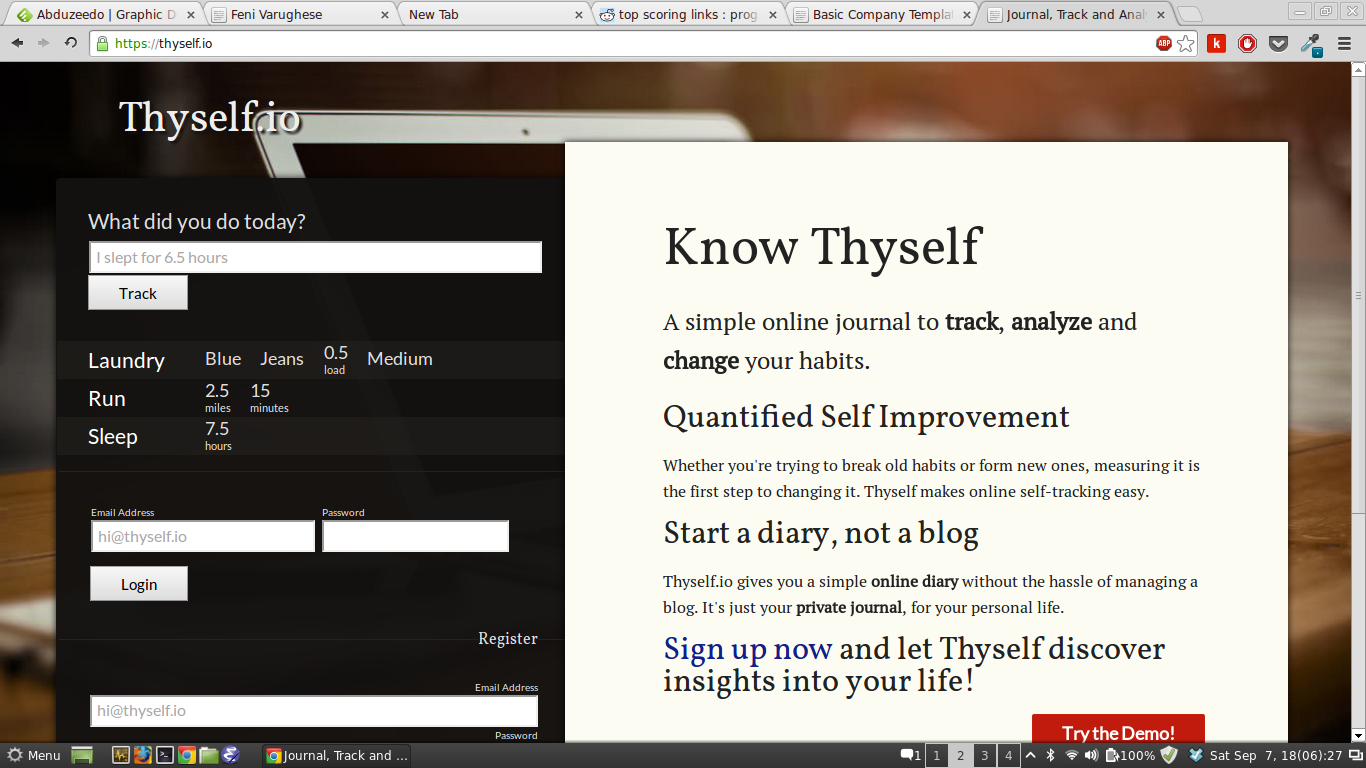 Abduzeedo | Graphic D
Feni Varughese
New Tab
top scoring links : prog
Basic Company Templa
Journal, Track and Anal
https://thyself.io
ABP
k
Thyself.io
What did you do today?
I slept for 6.5 hours
Track
Laundry Blue Jeans 0.5 load Medium
Run 2.5 miles 15 minutes
Sleep 7.5 hours
Email Address Password
hi@thyself.io
Login
Register
Email Address
hi@thyself.io
Password
Know Thyself
A simple online journal to track, analyze and
change your habits.
Quantified Self Improvement
Whether you're trying to break old habits or form new ones, measuring it is
the first step to changing it. Thyself makes online self-tracking easy.
Start a diary, not a blog
Thyself.io gives you a simple online diary without the hassle of managing a
blog. It's just your private journal, for your personal life.
Sign up now and let Thyself discover
insights into your life!
Try the Demo!
Menu
Journal, Track and ...
1 1 2 3 4 100% Sat Sep 7, 18(06):27